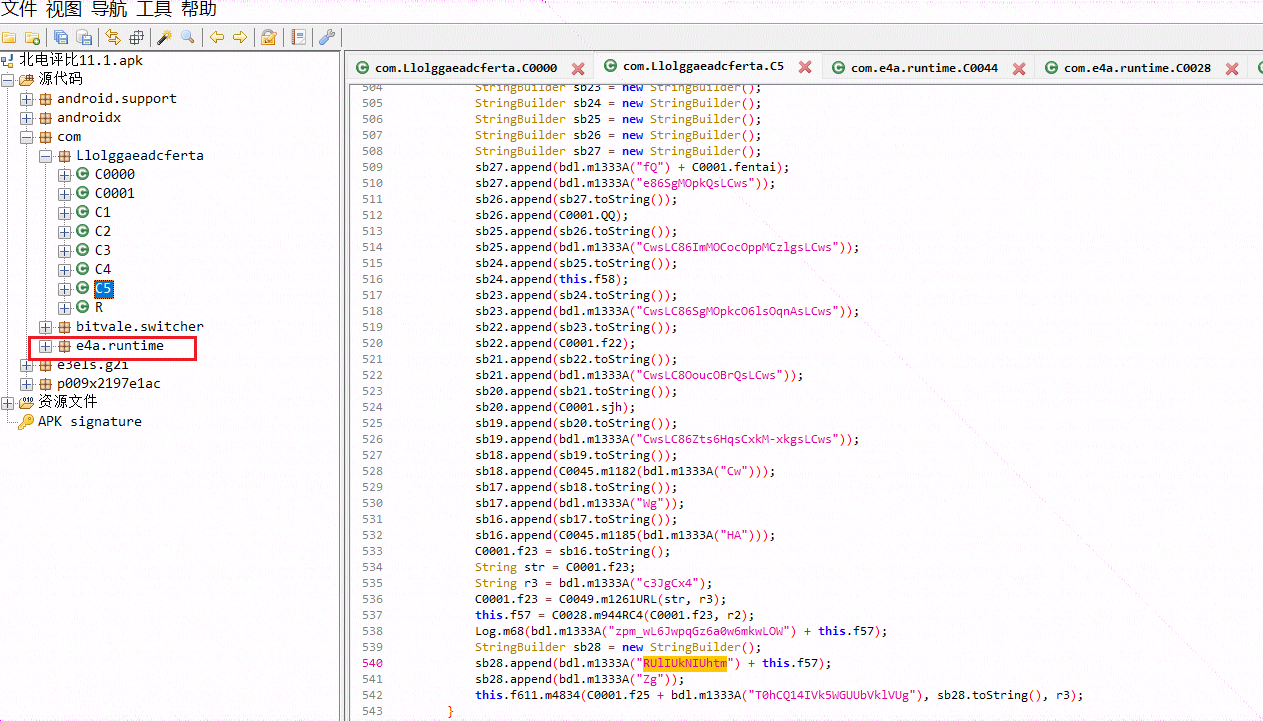 文件 视图 导航 工具 帮助
北电评比11.1.apk
源代码
android.support
androidx
com
Llolggaeadcferta
C0000
C0001
C1
C2
C3
C4
C5
R
bitvale.switcher
e4a.runtime
e3e1s.g2i
p009x2197e1ac
资源文件
APK signature
com.Llolggaeadcferta.C0000
com.Llolggaeadcferta.C5
com.e4a.runtime.C0044
com.e4a.runtime.C0028
504 StringBuilder sb23 = new StringBuilder();
505 StringBuilder sb24 = new StringBuilder();
506 StringBuilder sb25 = new StringBuilder();
507 StringBuilder sb26 = new StringBuilder();
508 StringBuilder sb27 = new StringBuilder();
509 sb27.append(bdl.m1333A("fQ") + C0001.fentai);
510 sb27.append(bdl.m1333A("e86SgMOpkQsLCws"));
511 sb26.append(sb27.toString());
512 sb26.append(C0001.QQ);
513 sb25.append(sb26.toString());
514 sb25.append(bdl.m1333A("CwsLC86ImMOCocOppMCzlgsLCws"));
515 sb24.append(sb25.toString());
516 sb24.append(this.f58);
517 sb23.append(sb24.toString());
518 sb23.append(bdl.m1333A("CwsLC86SgMOpkcO6lsOqnAsLCws"));
519 sb22.append(sb23.toString());
520 sb22.append(C0001.f22);
521 sb21.append(sb22.toString());
522 sb21.append(bdl.m1333A("CwsLC8OoucOBrQsLCws"));
523 sb20.append(sb21.toString());
524 sb20.append(C0001.sjh);
525 sb19.append(sb20.toString());
526 sb19.append(bdl.m1333A("CwsLC86Zts6HqsCxkM-xkgsLCws"));
527 sb18.append(sb19.toString());
528 sb18.append(C0045.m1182(bdl.m1333A("Cw")));
529 sb17.append(sb18.toString());
530 sb17.append(bdl.m1333A("Wg"));
531 sb16.append(sb17.toString());
532 sb16.append(C0045.m1185(bdl.m1333A("HA")));
533 C0001.f23 = sb16.toString();
534 String str = C0001.f23;
535 String r3 = bdl.m1333A("c3JgCx4");
536 C0001.f23 = C0049.m1261URL(str, r3);
537 this.f57 = C0028.m944RC4(C0001.f23, r2);
538 Log.m68(bdl.m1333A("zpm_wL6JwpqGz6a0w6mkwLOW") + this.f57);
539 StringBuilder sb28 = new StringBuilder();
540 sb28.append(bdl.m1333A("RUlIUkNIUhtm") + this.f57);
541 sb28.append(bdl.m1333A("Zg"));
542 this.f611.m4834(C0001.f25 + bdl.m1333A("T0hCQ14IVk5WGUUbVklVUg"), sb28.toString(), r3);
543 }